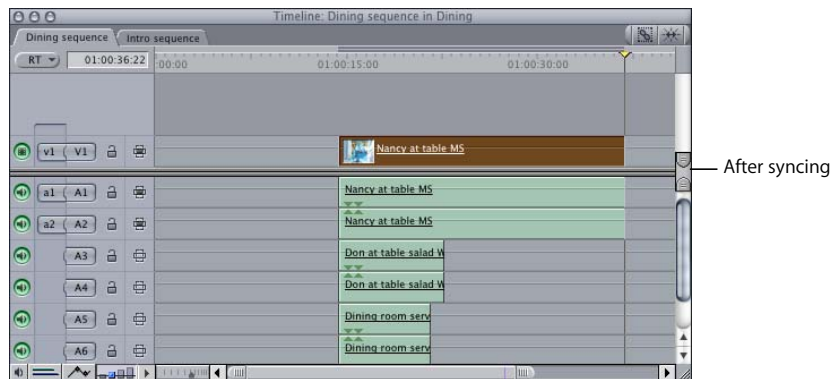 Timeline: Dining sequence in Dining
Dining sequence Intro sequence
RT 01:00:36:22 :00:00 01:00:15:00 01:00:30:00
v1 V1 Nancy at table MS
After syncing
a1 A1 Nancy at table MS
a2 A2 Nancy at table MS
A3 Don at table salad W
A4 Don at table salad W
A5 Dining room serv
A6 Dining room serv